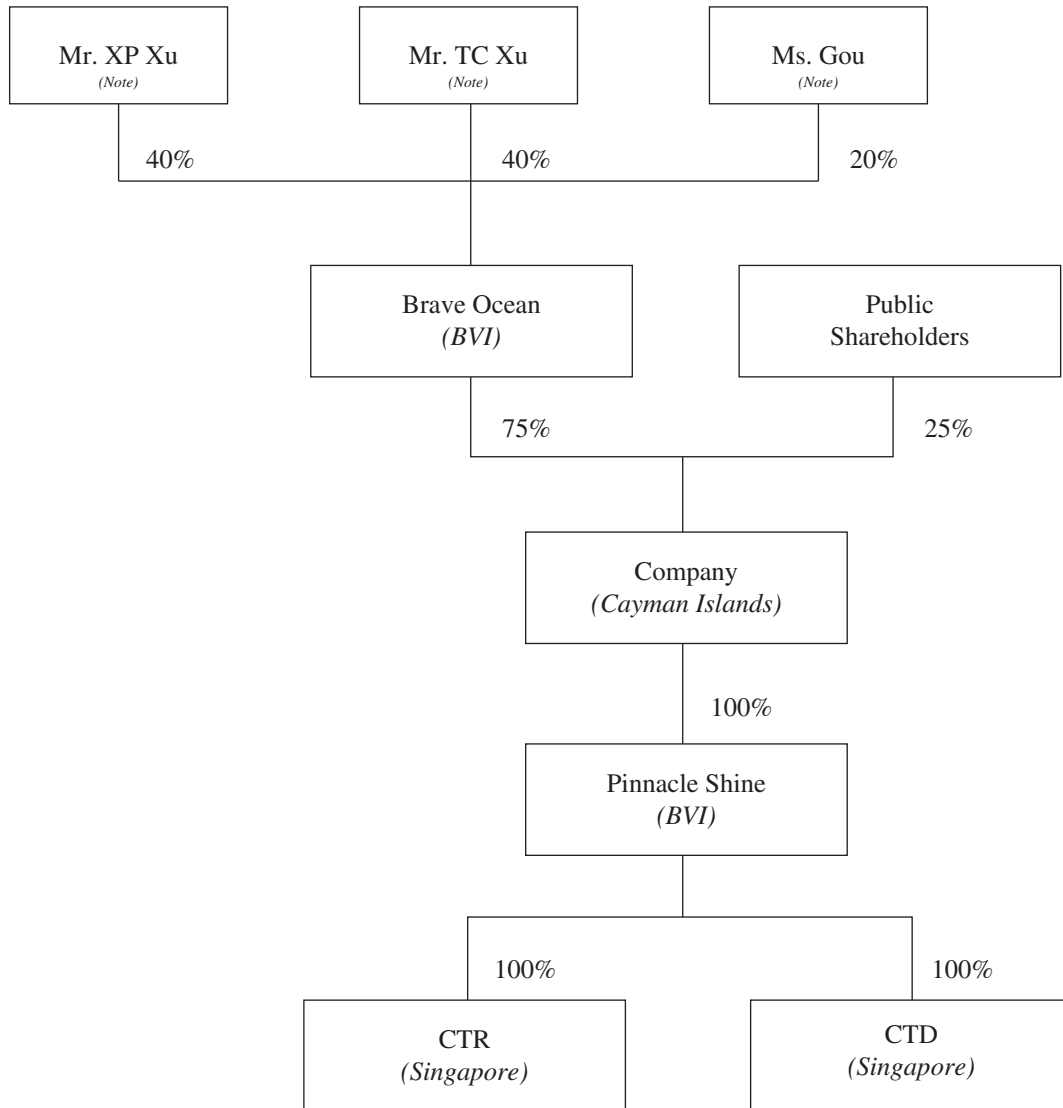 Mr. XP Xu
(Note)
Mr. TC Xu
(Note)
Ms. Gou
(Note)
40%
40%
20%
Brave Ocean
(BVI)
Public
Shareholders
75%
25%
Company
(Cayman Islands)
100%
Pinnacle Shine
(BVI)
100%
100%
CTR
(Singapore)
CTD
(Singapore)